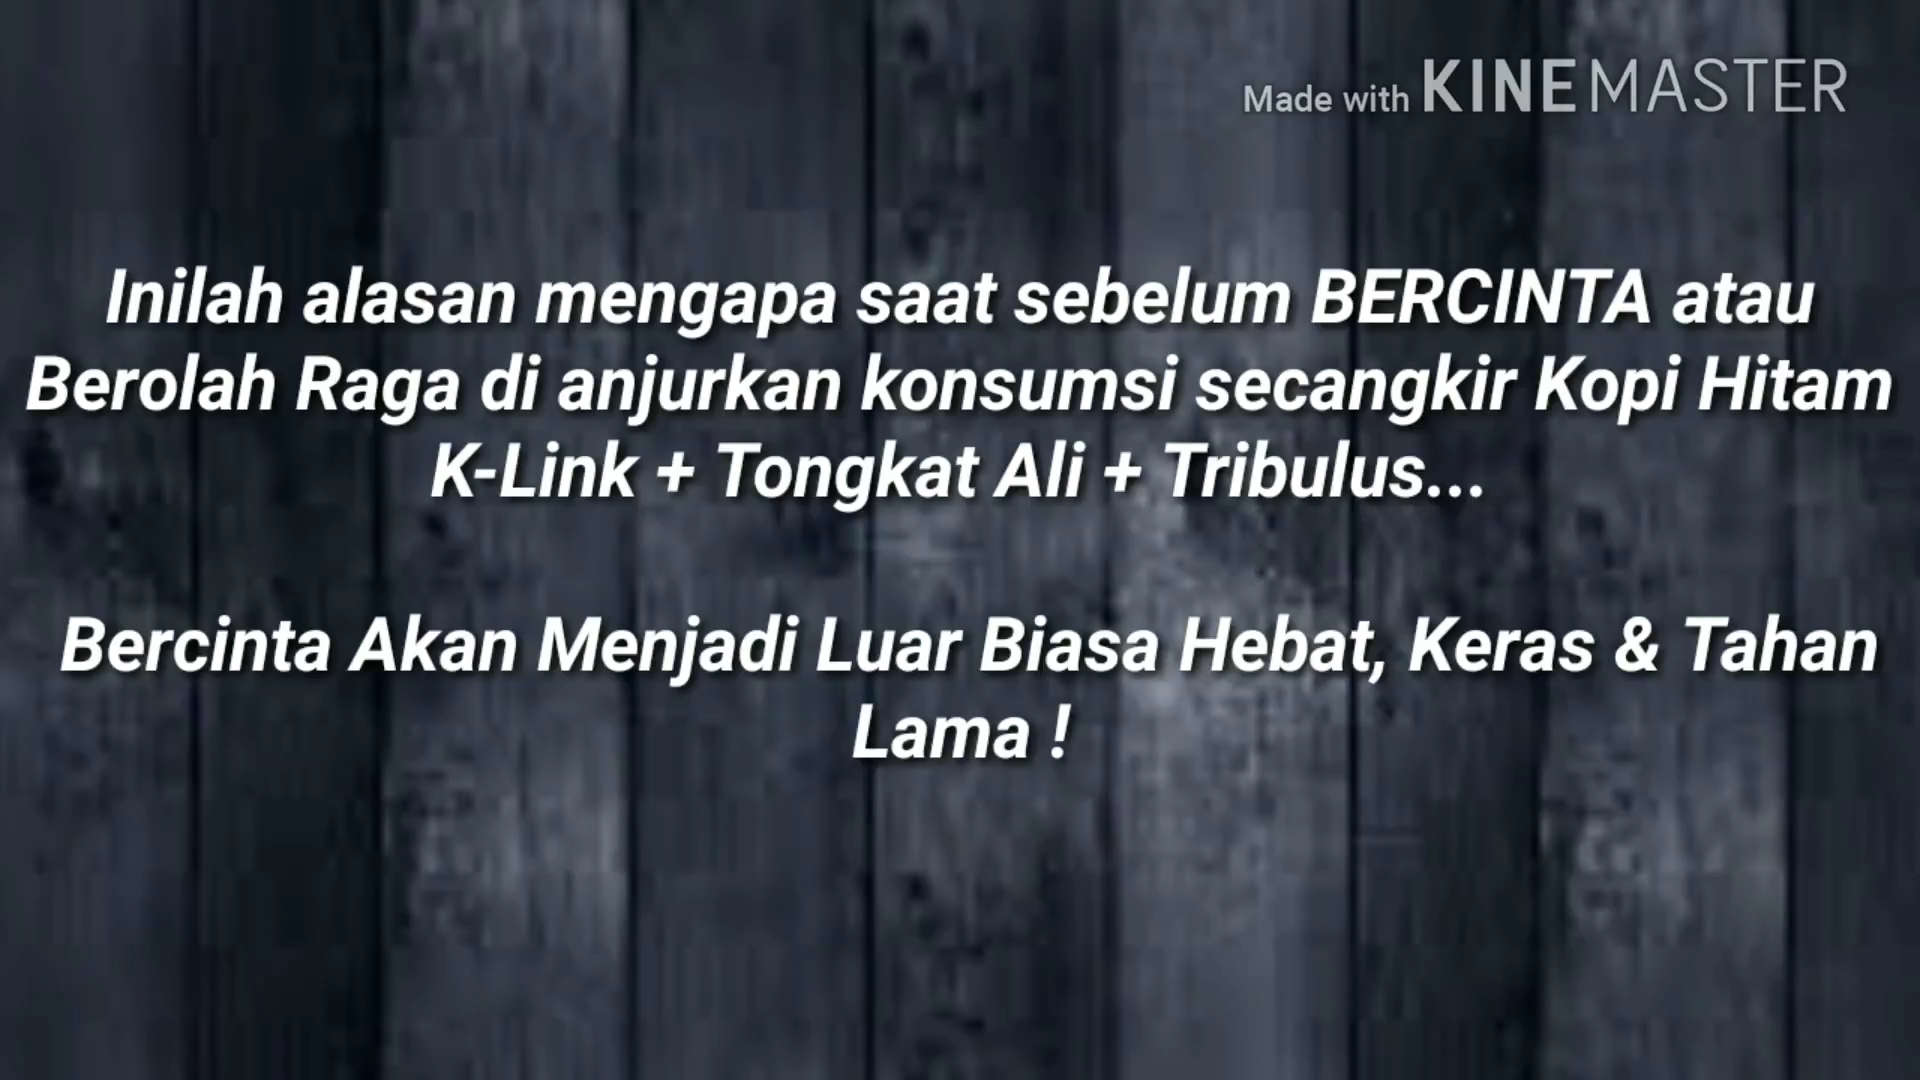 Made with KINEMASTER
Inilah alasan mengapa saat sebelum BERCINTA atau
Berolah Raga di anjurkan konsumsi secangkir Kopi Hitam
K-Link + Tongkat Ali + Tribulus...
Bercinta Akan Menjadi Luar Biasa Hebat, Keras & Tahan
Lama !